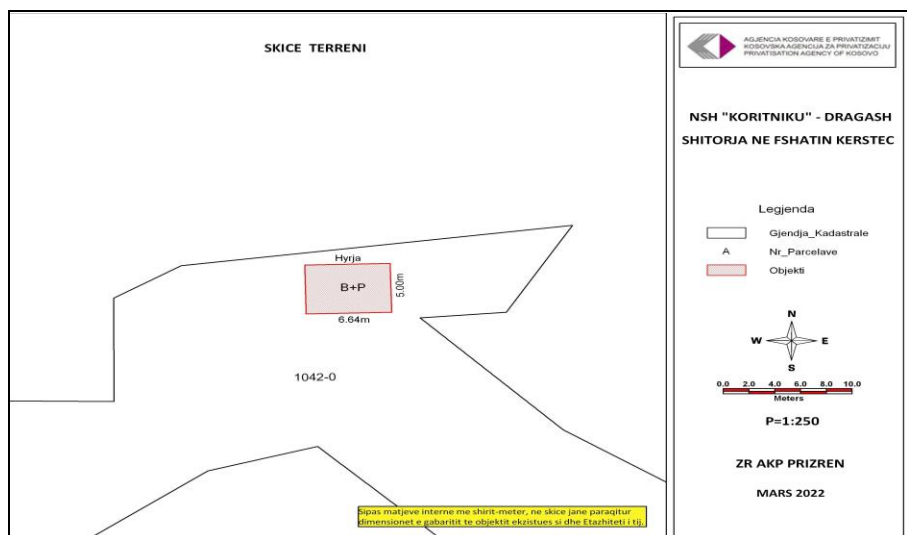 SKICE TERRENI
Hyrja
B+P
5.00m
6.64m
1042-0
Sipas matjeve interne me shirit-meter, ne skice jane paraqitur
dimensionet e gabaritit te objektit ekzistues si dhe Etazhiteti i tij.
AGJENCIA KOSOVARE E PRIVATIZIMIT
KOSOVSKA AGENCIJA ZA PRIVATIZACIJU
PRIVATISATION AGENCY OF KOSOVO
NSH "KORITNIKU" - DRAGASH
SHITORJA NE FSHATIN KERSTEC
Legjenda
Gjendja_Kadastrale
A Nr_Parcelave
Objekti
N
W E
S
0.0 2.0 4.0 6.0 8.0 10.0
Meters
P=1:250
ZR AKP PRIZREN
MARS 2022